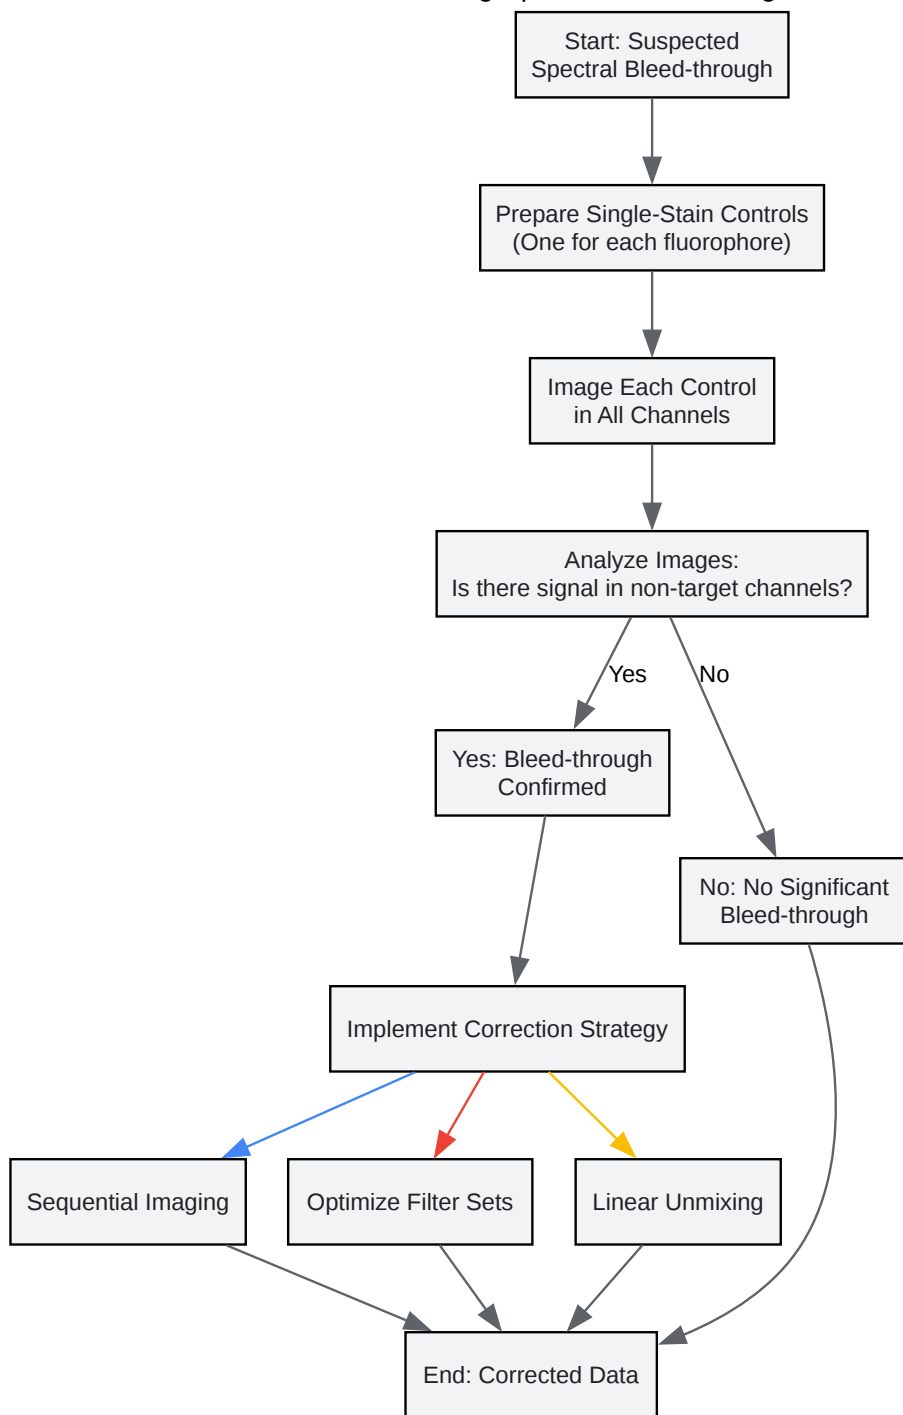 Start: Suspected
Spectral Bleed-through
Prepare Single-Stain Controls
(One for each fluorophore)
Image Each Control
in All Channels
Analyze Images:
Is there signal in non-target channels?
Yes
No
Yes: Bleed-through
Confirmed
No: No Significant
Bleed-through
Implement Correction Strategy
Sequential Imaging
Optimize Filter Sets
Linear Unmixing
End: Corrected Data